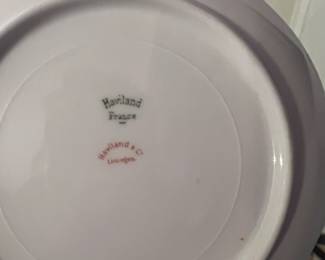 Haviland
France
Haviland & Co
Limoges